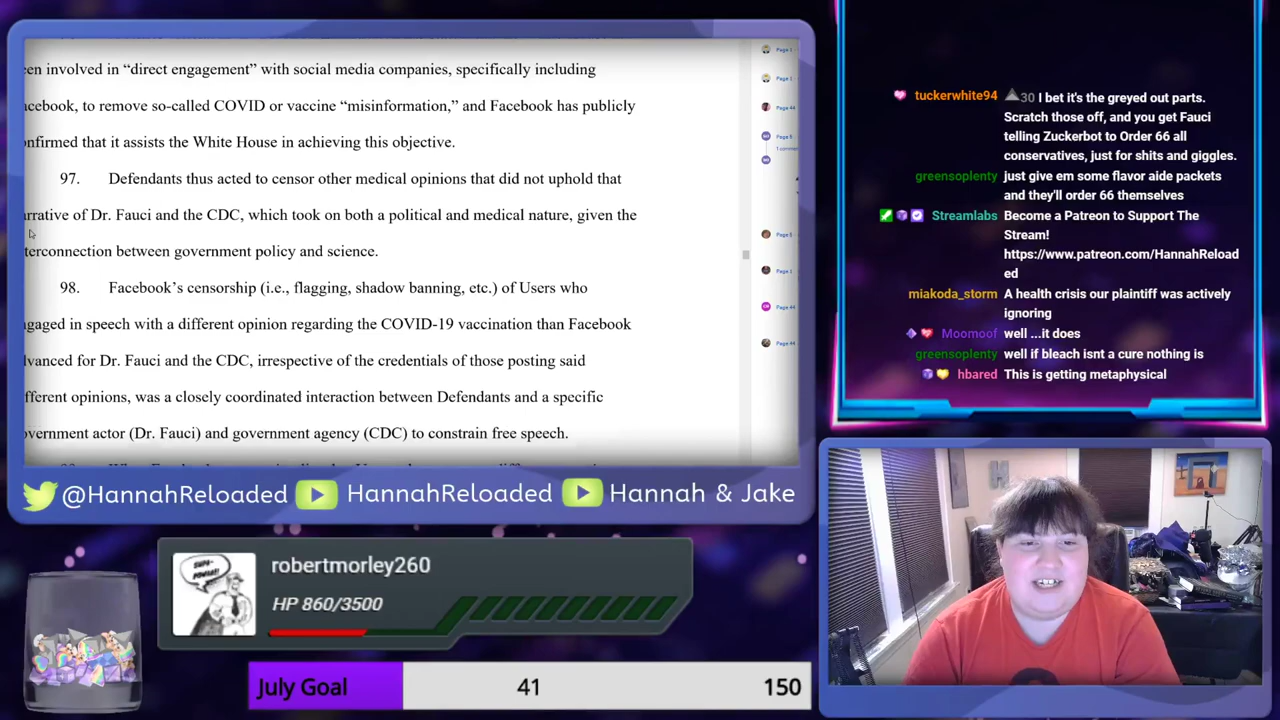 een involved in “direct engagement” with social media companies, specifically including
acebook, to remove so-called COVID or vaccine “misinformation,” and Facebook has publicly
onfirmed that it assists the White House in achieving this objective.
97. Defendants thus acted to censor other medical opinions that did not uphold that
arrative of Dr. Fauci and the CDC, which took on both a political and medical nature, given the
terconnection between government policy and science.
98. Facebook’s censorship (i.e., flagging, shadow banning, etc.) of Users who
ngaged in speech with a different opinion regarding the COVID-19 vaccination than Facebook
dvanced for Dr. Fauci and the CDC, irrespective of the credentials of those posting said
fferent opinions, was a closely coordinated interaction between Defendants and a specific
overnment actor (Dr. Fauci) and government agency (CDC) to constrain free speech.
@HannahReloaded HannahReloaded Hannah & Jake
robertmorley260
HP 860/3500
July Goal 41 150
tuckerwhite94 30 I bet it's the greyed out parts.
Scratch those off, and you get Fauci
telling Zuckerbot to Order 66 all
conservatives, just for shits and giggles.
greensoplenty just give em some flavor aide packets
and they'll order 66 themselves
Streamlabs Become a Patreon to Support The
Stream!
https://www.patreon.com/HannahReload
ed
miakoda_storm A health crisis our plaintiff was actively
ignoring
Moomoof well ...it does
greensoplenty well if bleach isnt a cure nothing is
hbared This is getting metaphysical